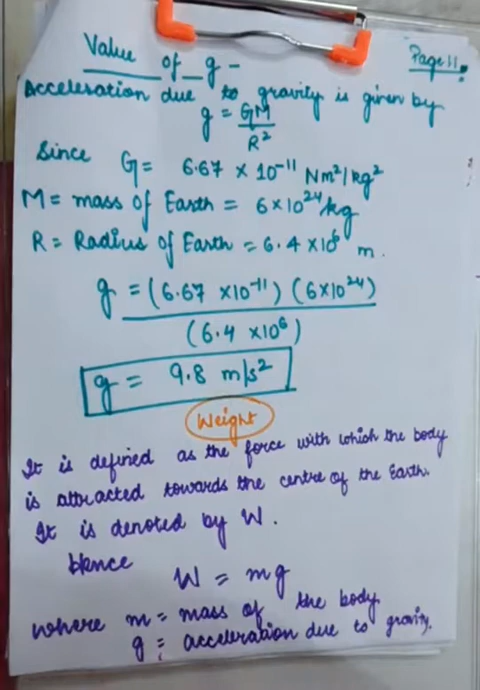 Value of g -
Page 11.
Acceleration due to gravity is given by
g = GM / R²
Since G = 6.67 × 10⁻¹¹ Nm²/kg²
M = mass of Earth = 6×10²⁴ kg
R = Radius of Earth = 6.4 ×10⁶ m.
g = (6.67 ×10⁻¹¹) (6×10²⁴)
(6.4 ×10⁶)
g = 9.8 m/s²
Weight
It is defined as the force with which the body
is attracted towards the centre of the Earth.
It is denoted by W.
Hence
W = mg
where m = mass of the body
g = acceleration due to gravity.